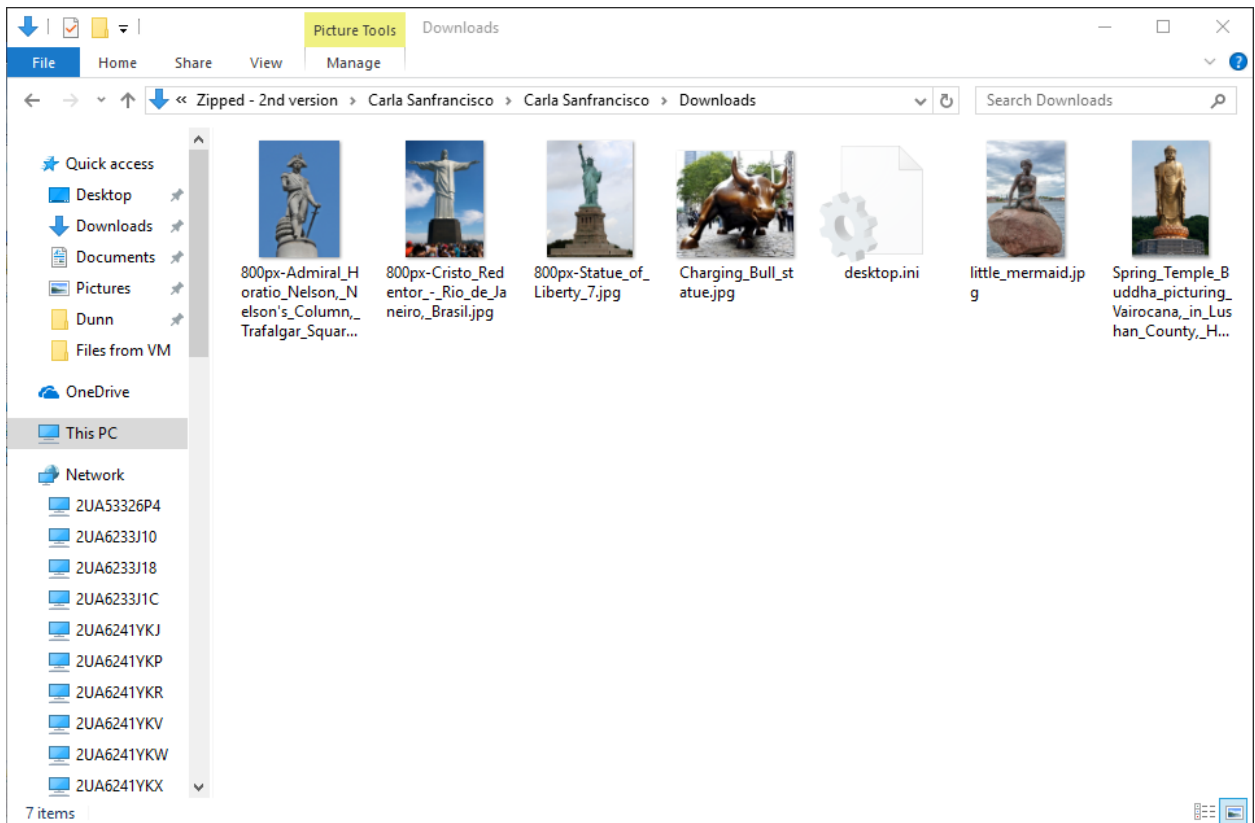 Picture Tools Downloads
File Home Share View Manage
« Zipped - 2nd version > Carla Sanfrancisco > Carla Sanfrancisco > Downloads Search Downloads
Quick access
Desktop
Downloads
Documents
Pictures
Dunn
Files from VM
OneDrive
This PC
Network
2UA53326P4
2UA6233J10
2UA6233J18
2UA6233J1C
2UA6241YKJ
2UA6241YKP
2UA6241YKR
2UA6241YKV
2UA6241YKW
2UA6241YKX
800px-Admiral_H
oratio_Nelson,_N
elson's_Column,_
Trafalgar_Squar...
800px-Cristo_Red
entor_-_Rio_de_Ja
neiro,_Brasil.jpg
800px-Statue_of_
Liberty_7.jpg
Charging_Bull_st
atue.jpg
desktop.ini
little_mermaid.jp
g
Spring_Temple_B
uddha_picturing_
Vairocana,_in_Lus
han_County,_H...
7 items